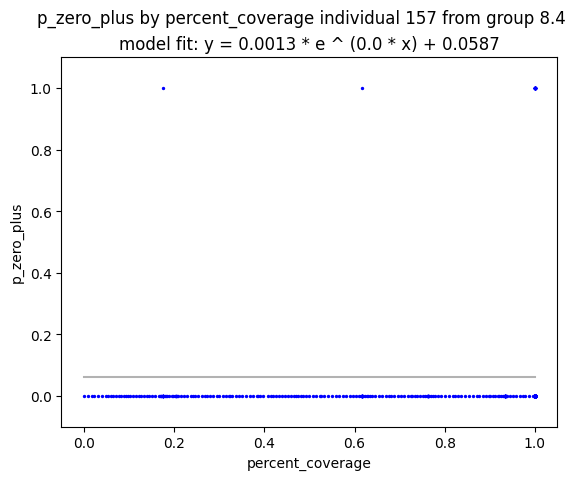 p_zero_plus by percent_coverage individual 157 from group 8.4
model fit: y = 0.0013 * e ^ (0.0 * x) + 0.0587
1.0
0.8
0.6
0.4
0.2
0.0
p_zero_plus
0.0 0.2 0.4 0.6 0.8 1.0
percent_coverage